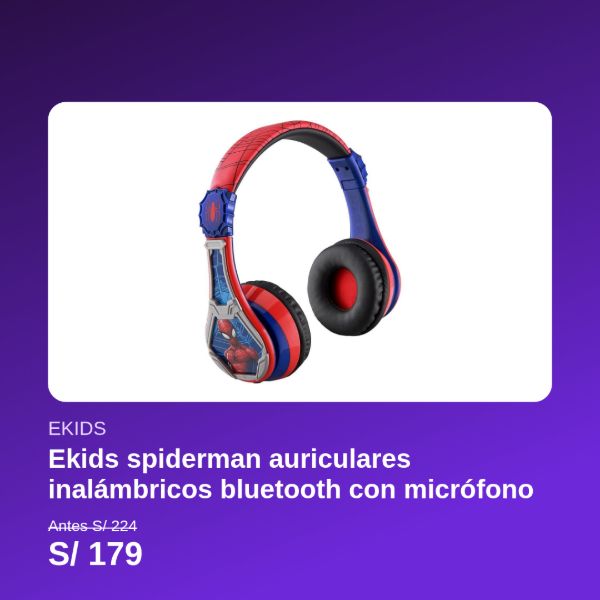 EKIDS
Ekids spiderman auriculares
inalámbricos bluetooth con micrófono
Antes S/ 224
S/ 179